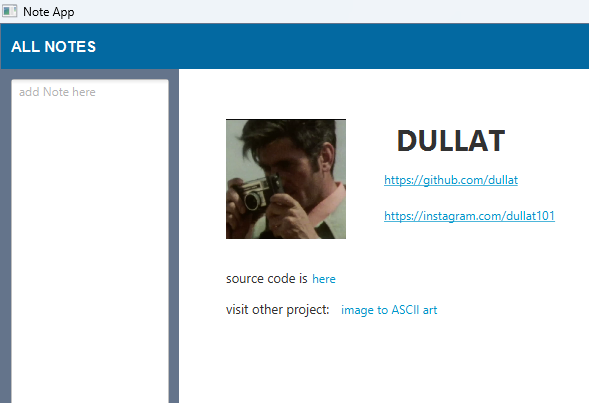 Note App
ALL NOTES
add Note here
DULLAT
https://github.com/dullat
https://instagram.com/dullat101
source code is here
visit other project: image to ASCII art